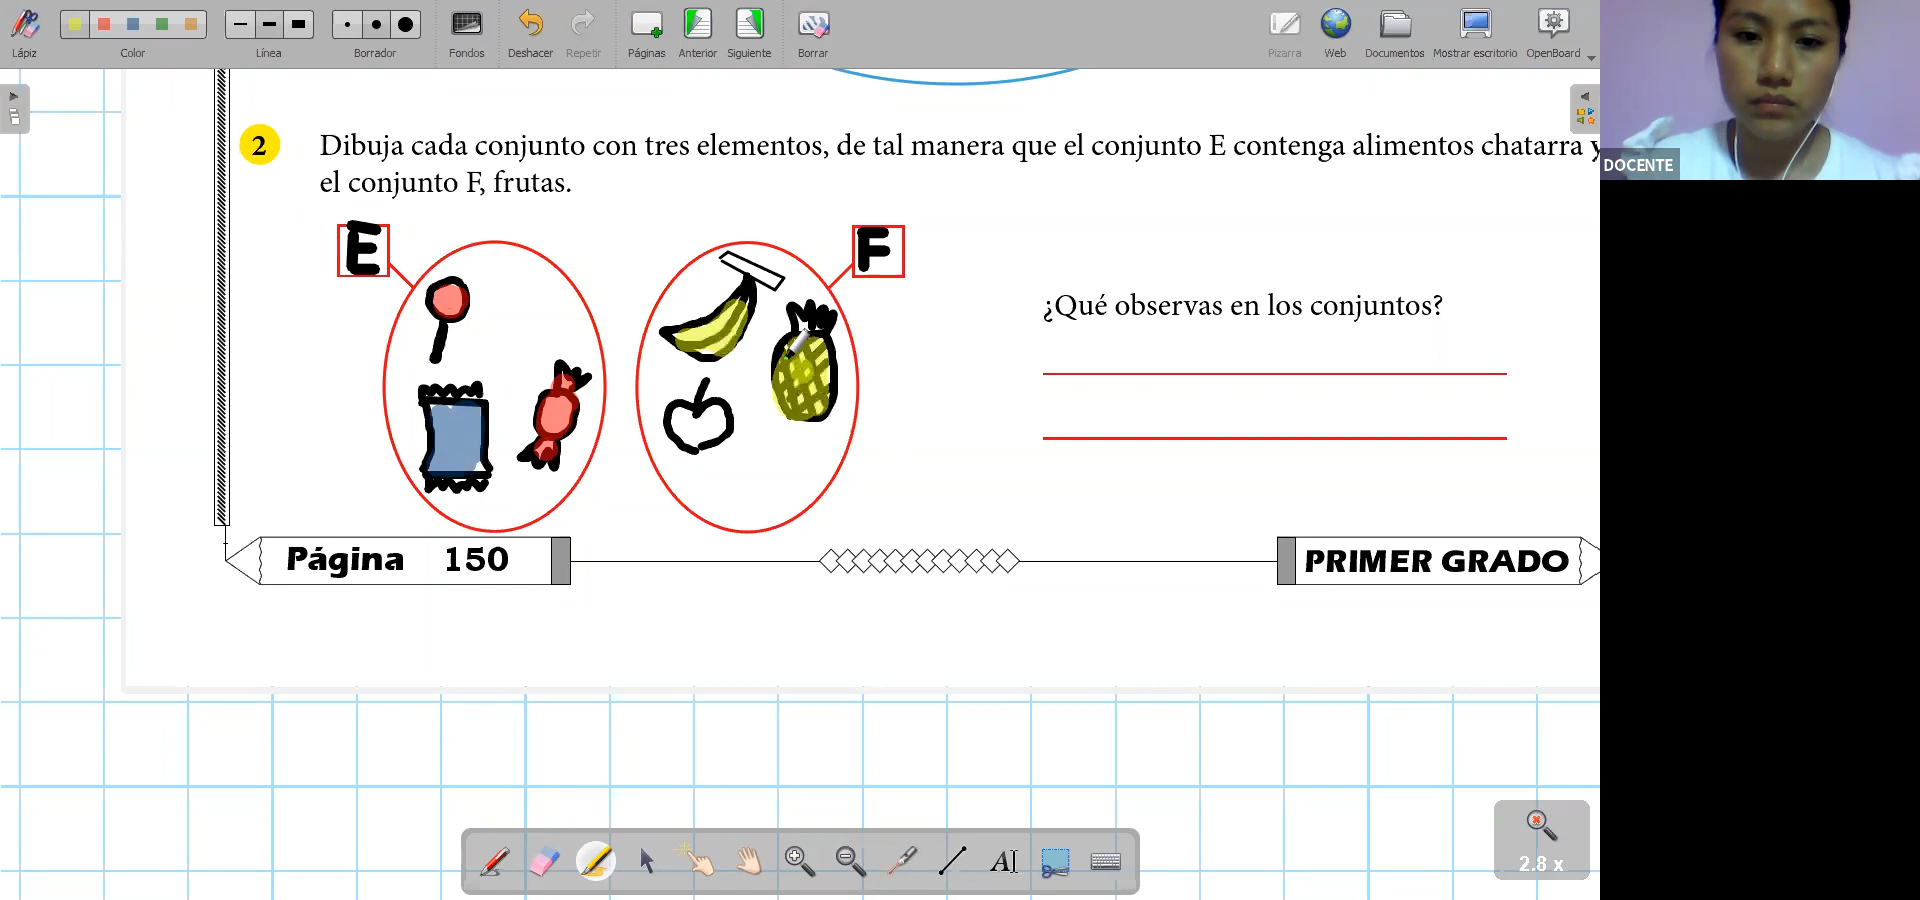 Lápiz Color Línea Borrador Fondos Deshacer Repetir Páginas Anterior Siguiente Borrar Pizarra Web Documentos Mostrar escritorio OpenBoard
DOCENTE
2 Dibuja cada conjunto con tres elementos, de tal manera que el conjunto E contenga alimentos chatarra y
el conjunto F, frutas.
E F
¿Qué observas en los conjuntos?
Página 150 PRIMER GRADO
2.8 x